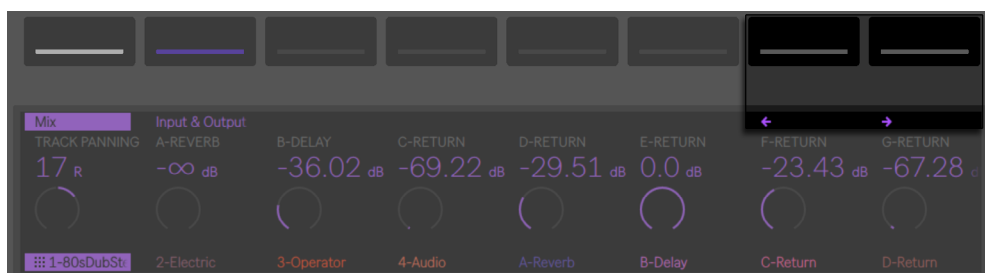 Mix Input & Output
TRACK PANNING A-REVERB B-DELAY C-RETURN D-RETURN E-RETURN F-RETURN G-RETURN
17 R -∞ dB -36.02 dB -69.22 dB -29.51 dB 0.0 dB -23.43 dB -67.28
1-80sDubSt 2-Electric 3-Operator 4-Audio A-Reverb B-Delay C-Return D-Return